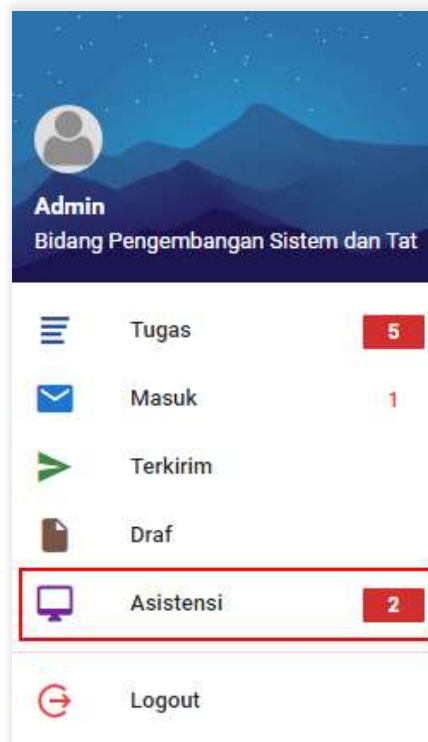 Admin
Bidang Pengembangan Sistem dan Tat
Tugas 5
Masuk 1
Terkirim
Draf
Asistensi 2
Logout